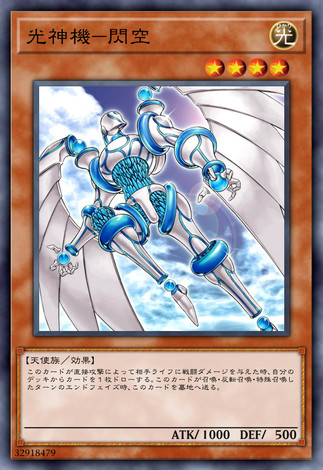 光神機-閃空
光
【天使族/効果】
このカードが直接攻撃によって相手ライフに戦闘ダメージを与えた時、自分の
デッキからカードを1枚ドローする。このカードが召喚・反転召喚・特殊召喚し
たターンのエンドフェイズ時、このカードを墓地へ送る。
ATK/ 1000 DEF/ 500
32918479